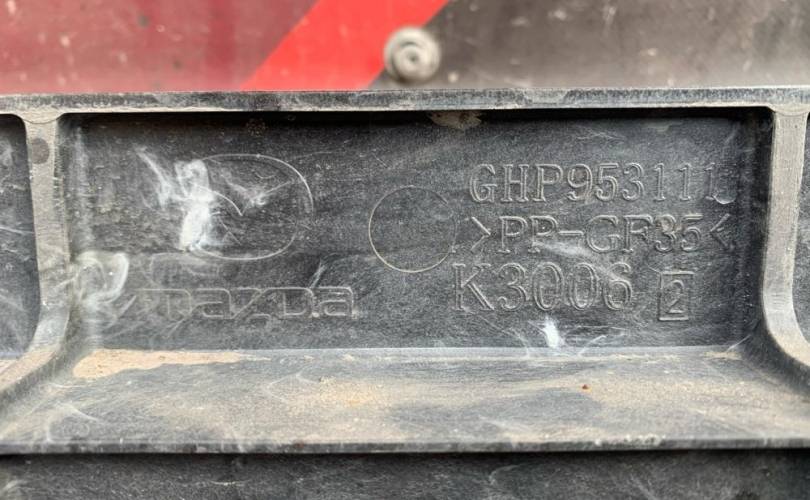 mazda
GHP953111
>PP-GF35<
K3006 2